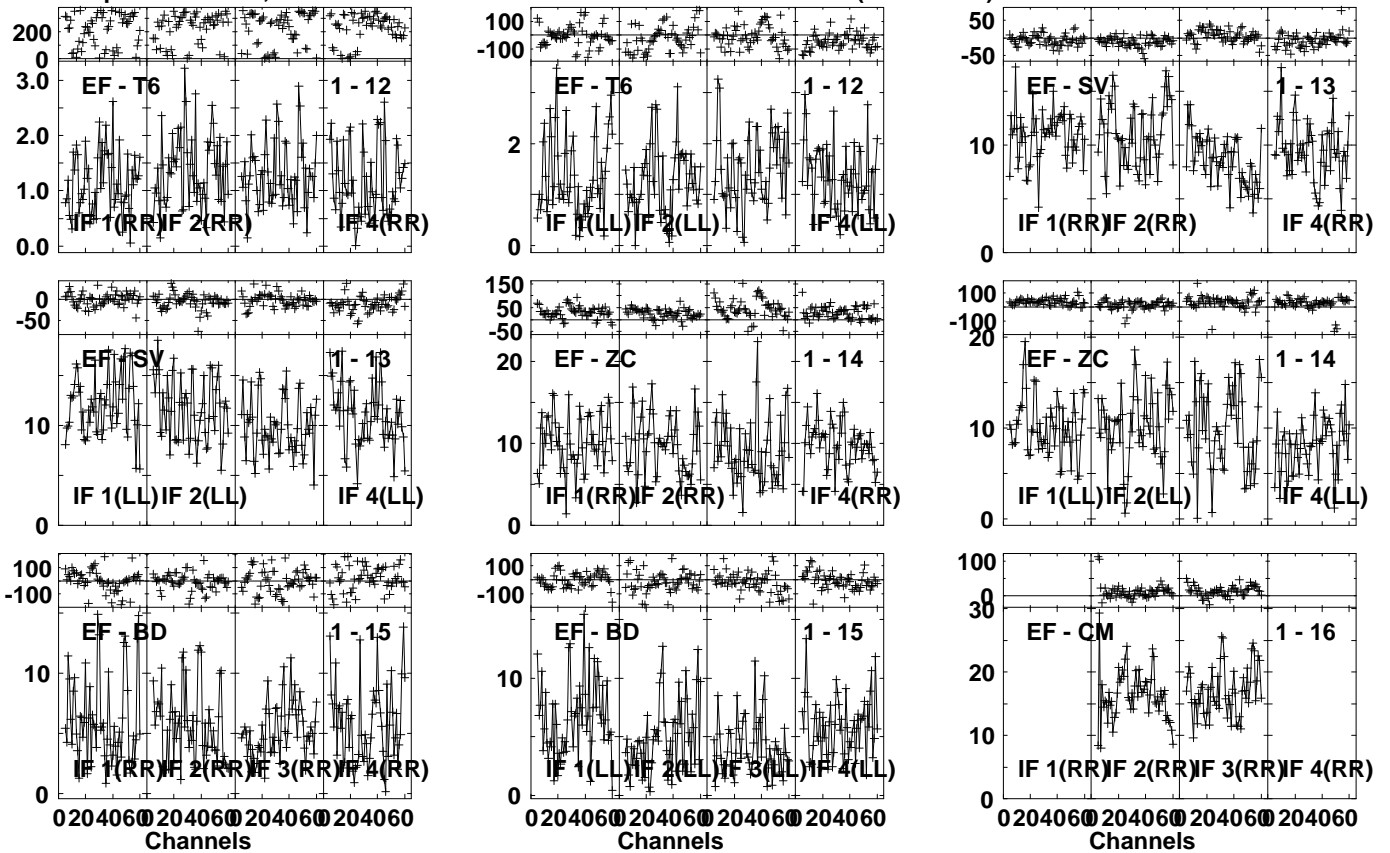 200
0
EF - T6
1 - 12
3.0
2.0
1.0
0.0
IF 1(RR)
IF 2(RR)
IF 4(RR)
100
-100
EF - T6
1 - 12
2
0
IF 1(LL)
IF 2(LL)
IF 4(LL)
50
-50
EF - SV
1 - 13
10
0
IF 1(RR)
IF 2(RR)
IF 4(RR)
0
-50
EF - SV
1 - 13
10
0
IF 1(LL)
IF 2(LL)
IF 4(LL)
150
50
-50
EF - ZC
1 - 14
20
10
0
IF 1(RR)
IF 2(RR)
IF 4(RR)
100
-100
20
EF - ZC
1 - 14
10
0
IF 1(LL)
IF 2(LL)
IF 4(LL)
100
-100
EF - BD
1 - 15
10
0
IF 1(RR)
IF 2(RR)
IF 3(RR)
IF 4(RR)
0 20 40 60 0 20 40 60 0 20 40 60 0 20 40 60
Channels
100
-100
EF - BD
1 - 15
10
0
IF 1(LL)
IF 2(LL)
IF 3(LL)
IF 4(LL)
0 20 40 60 0 20 40 60 0 20 40 60 0 20 40 60
Channels
100
0
30
EF - CM
1 - 16
20
10
0
IF 1(RR)
IF 2(RR)
IF 3(RR)
IF 4(RR)
0 20 40 60 0 20 40 60 0 20 40 60 0 20 40 60
Channels